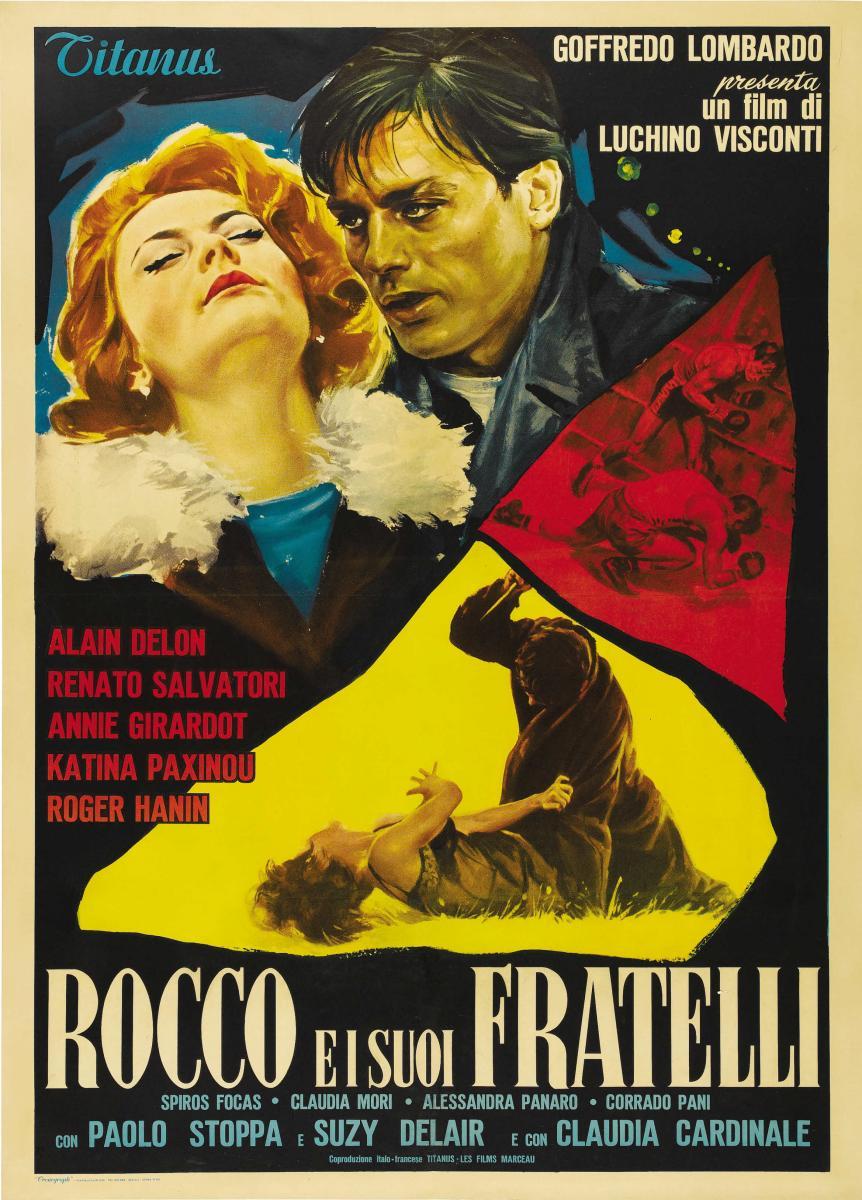 Titanus
GOFFREDO LOMBARDO
presenta
un film di
LUCHINO VISCONTI
ALAIN DELON
RENATO SALVATORI
ANNIE GIRARDOT
KATINA PAXINOU
ROGER HANIN
ROCCO E I SUOI FRATELLI
SPIROS FOCAS • CLAUDIA MORI • ALESSANDRA PANARO • CORRADO PANI
CON PAOLO STOPPA E SUZY DELAIR E CON CLAUDIA CARDINALE
Coproduzione italo-francese TITANUS - LES FILMS MARCEAU